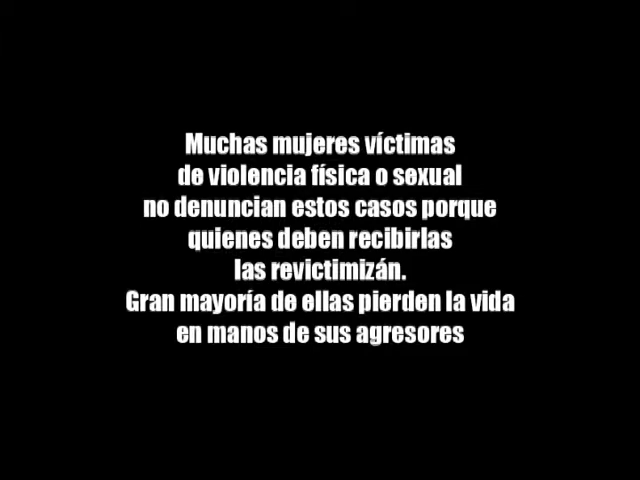 Muchas mujeres víctimas
de violencia física o sexual
no denuncian estos casos porque
quienes deben recibirlas
las revictimizán.
Gran mayoría de ellas pierden la vida
en manos de sus agresores